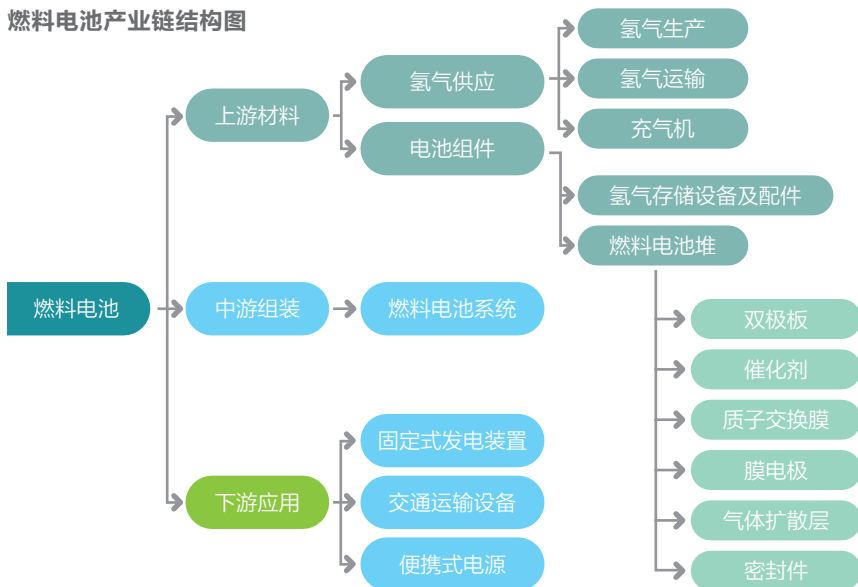 燃料电池产业链结构图
燃料电池
上游材料
氢气供应
氢气生产
氢气运输
充气机
电池组件
氢气存储设备及配件
燃料电池堆
双极板
催化剂
质子交换膜
膜电极
气体扩散层
密封件
中游组装
燃料电池系统
下游应用
固定式发电装置
交通运输设备
便携式电源